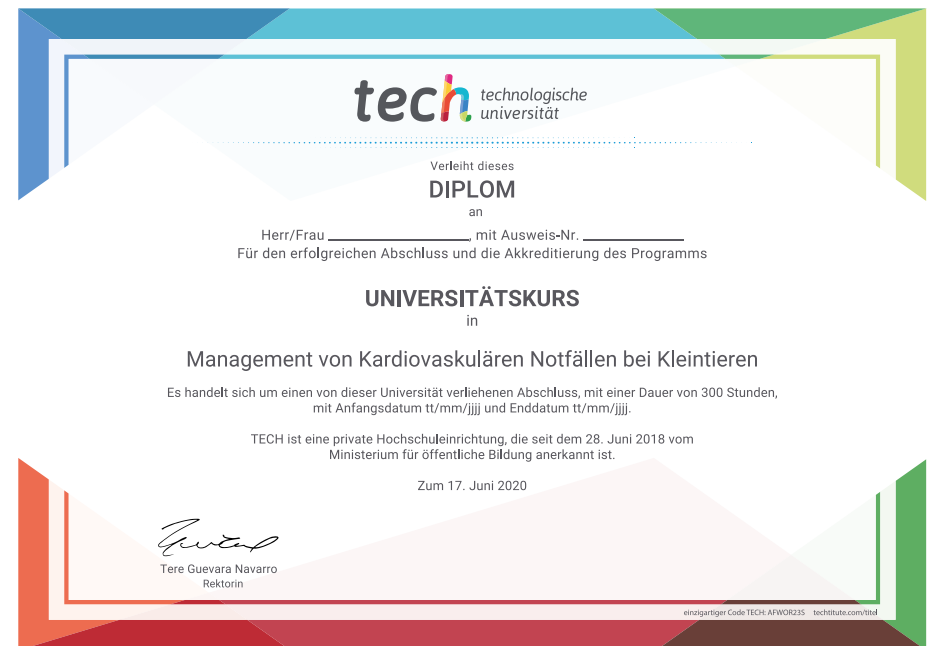 tech technologische
universität
Verleiht dieses
DIPLOM
an
Herr/Frau ____________, mit Ausweis-Nr. ____________
Für den erfolgreichen Abschluss und die Akkreditierung des Programms
UNIVERSITÄTSKURS
in
Management von Kardiovaskulären Notfällen bei Kleintieren
Es handelt sich um einen von dieser Universität verliehenen Abschluss, mit einer Dauer von 300 Stunden,
mit Anfangsdatum tt/mm/jjjj und Enddatum tt/mm/jjjj.
TECH ist eine private Hochschuleinrichtung, die seit dem 28. Juni 2018 vom
Ministerium für öffentliche Bildung anerkannt ist.
Zum 17. Juni 2020
Tere Guevara Navarro
Rektorin
einzigartiger Code TECH: AFWOR23S techtitute.com/titel